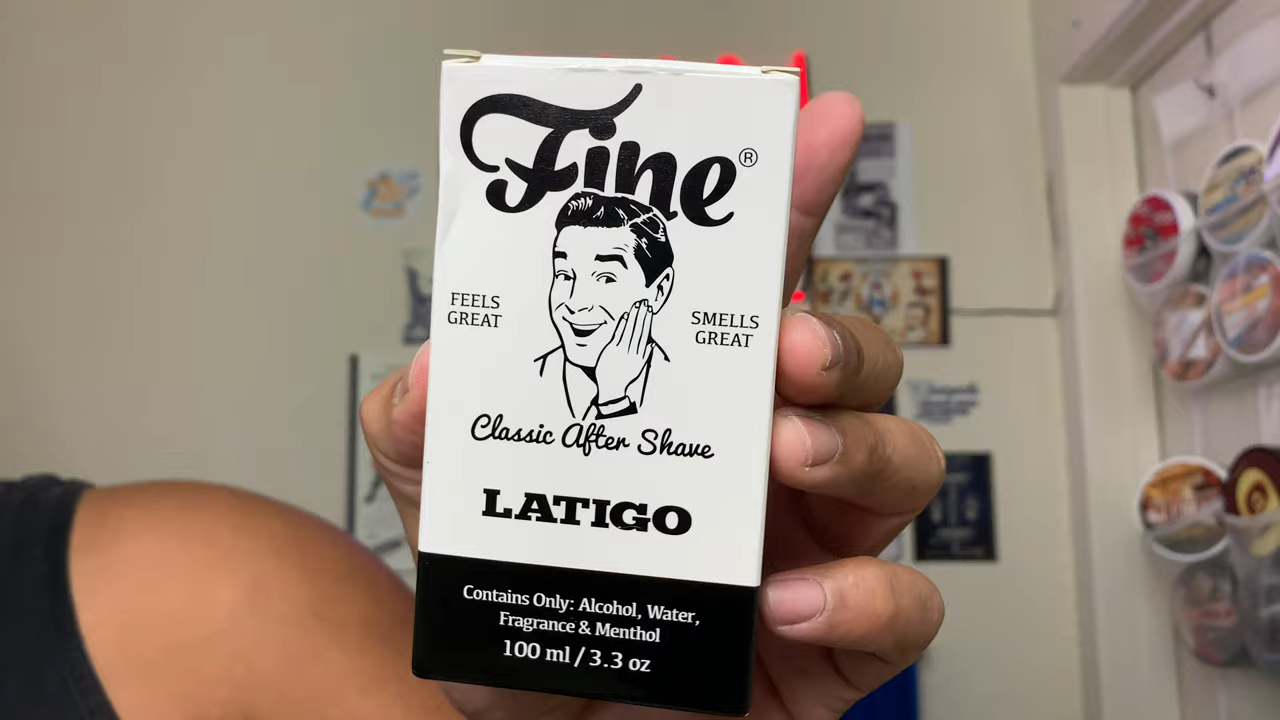 Fine®
FEELS
GREAT
SMELLS
GREAT
Classic After Shave
LATIGO
Contains Only: Alcohol, Water,
Fragrance & Menthol
100 ml / 3.3 oz